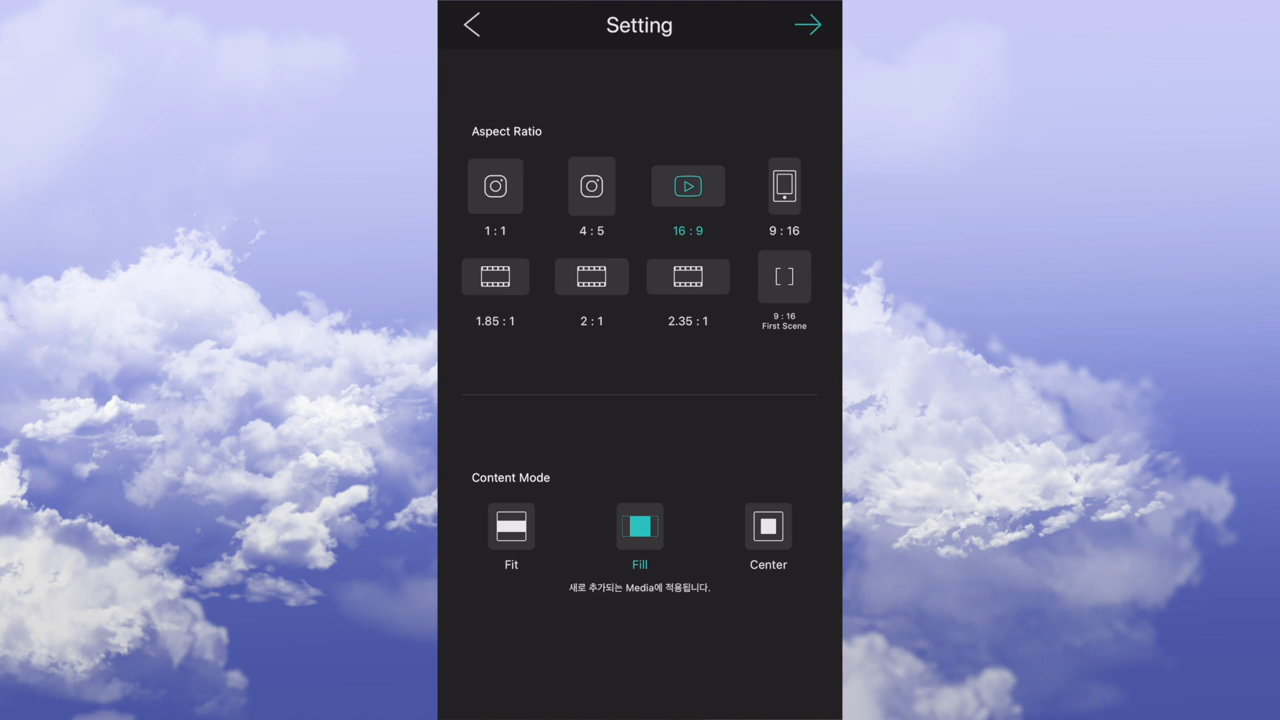 Setting
Aspect Ratio
1 : 1
4 : 5
16 : 9
9 : 16
1.85 : 1
2 : 1
2.35 : 1
9 : 16
First Scene
Content Mode
Fit
Fill
Center
새로 추가되는 Media에 적용됩니다.